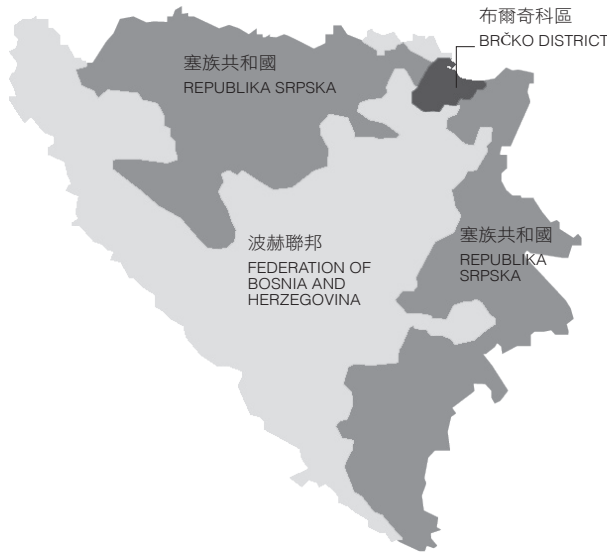 布爾奇科區
BRČKO DISTRICT
塞族共和國
REPUBLIKA SRPSKA
波赫聯邦
FEDERATION OF
BOSNIA AND
HERZEGOVINA
塞族共和國
REPUBLIKA
SRPSKA